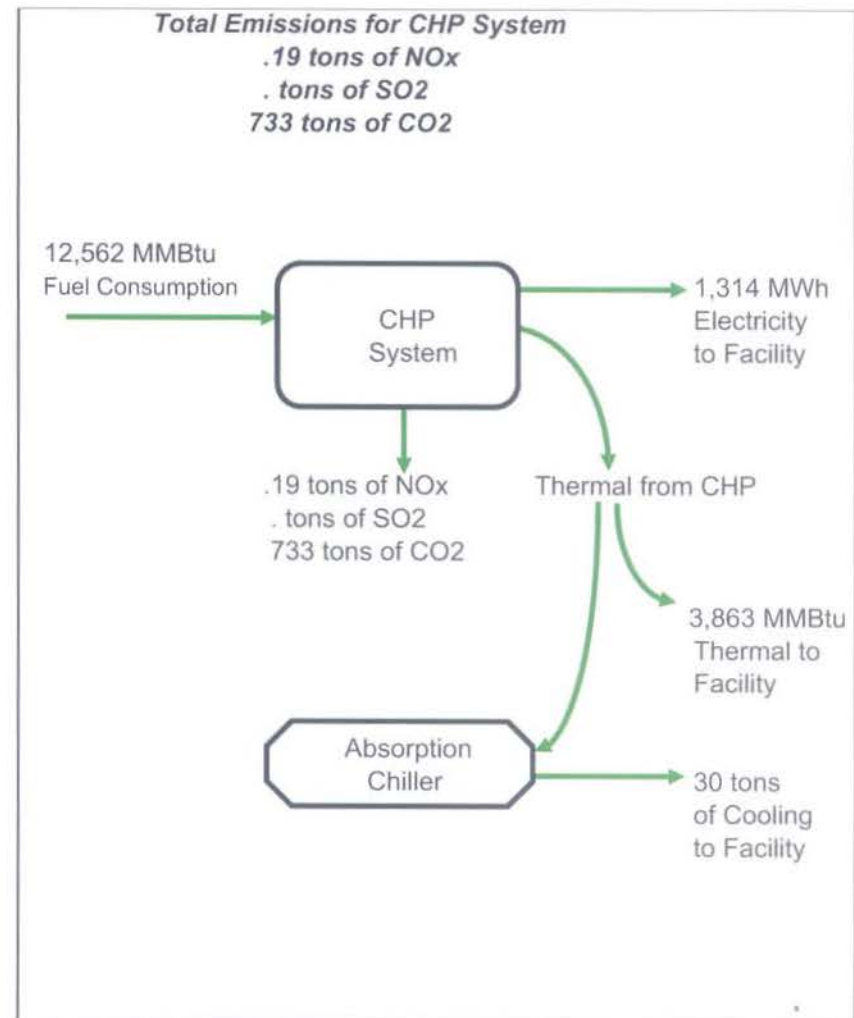 Total Emissions for CHP System
.19 tons of NOx
. tons of SO2
733 tons of CO2
12,562 MMBtu
Fuel Consumption
CHP
System
1,314 MWh
Electricity
to Facility
.19 tons of NOx
. tons of SO2
733 tons of CO2
Thermal from CHP
3,863 MMBtu
Thermal to
Facility
Absorption
Chiller
30 tons
of Cooling
to Facility